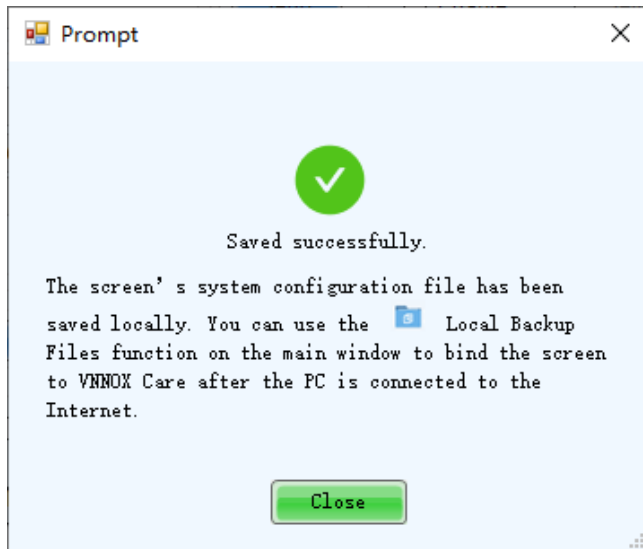 Prompt
Saved successfully.
The screen's system configuration file has been
saved locally. You can use the Local Backup
Files function on the main window to bind the screen
to VNNOX Care after the PC is connected to the
Internet.
Close